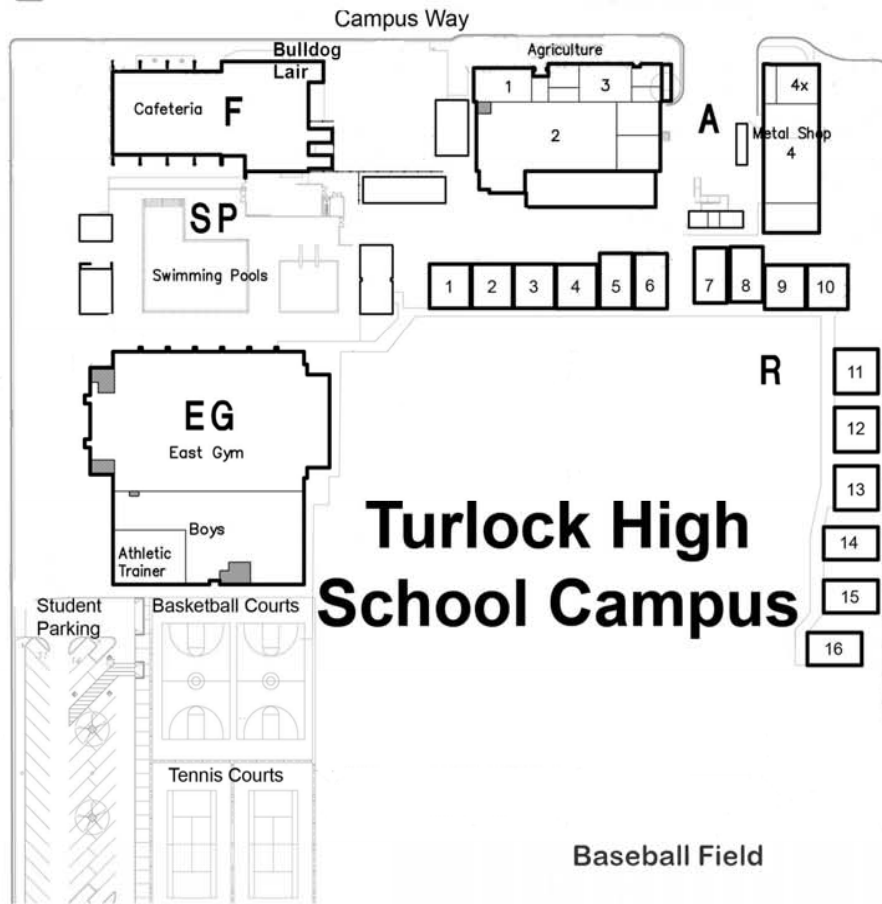 Campus Way
Bulldog
Lair
Agriculture
1
3
4x
Cafeteria
F
A
Metal Shop
2
4
SP
Swimming Pools
1
2
3
4
5
6
7
8
9
10
R
11
EG
East Gym
12
13
Turlock High
School Campus
Boys
Athletic
Trainer
14
15
16
Student
Parking
Basketball Courts
Tennis Courts
Baseball Field